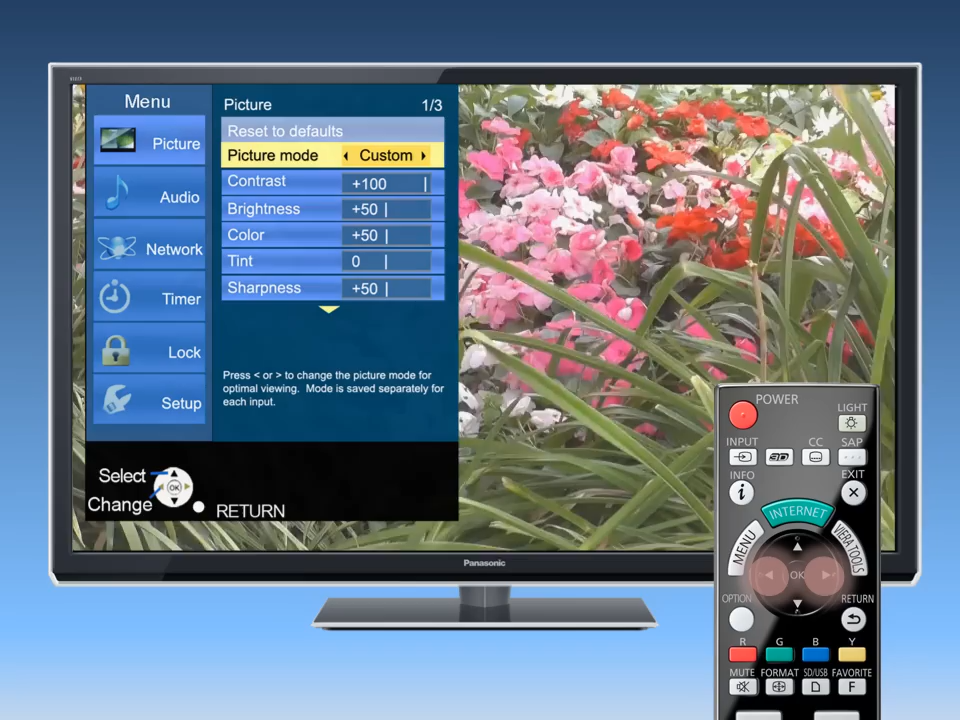 VIERA
Menu
Picture
Audio
Network
Timer
Lock
Setup
Picture 1/3
Reset to defaults
Picture mode Custom
Contrast +100
Brightness +50
Color +50
Tint 0
Sharpness +50
Press < or > to change the picture mode for
optimal viewing. Mode is saved separately for
each input.
Select
OK
Change
RETURN
Panasonic
POWER
LIGHT
INPUT CC SAP
3D
INFO EXIT
i
INTERNET
MENU
VIERA TOOLS
OK
OPTION RETURN
R G B Y
MUTE FORMAT SD/USB FAVORITE
F